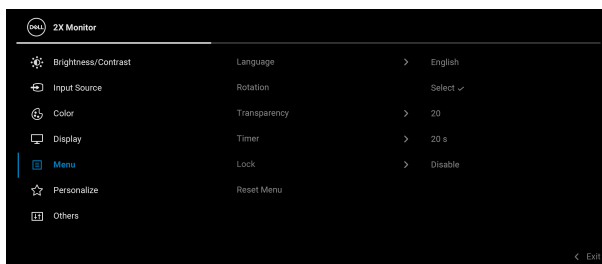 DELL 2X Monitor
Brightness/Contrast Language > English
Input Source Rotation Select ✓
Color Transparency > 20
Display Timer > 20 s
Menu Lock > Disable
Personalize Reset Menu
Others
< Exit